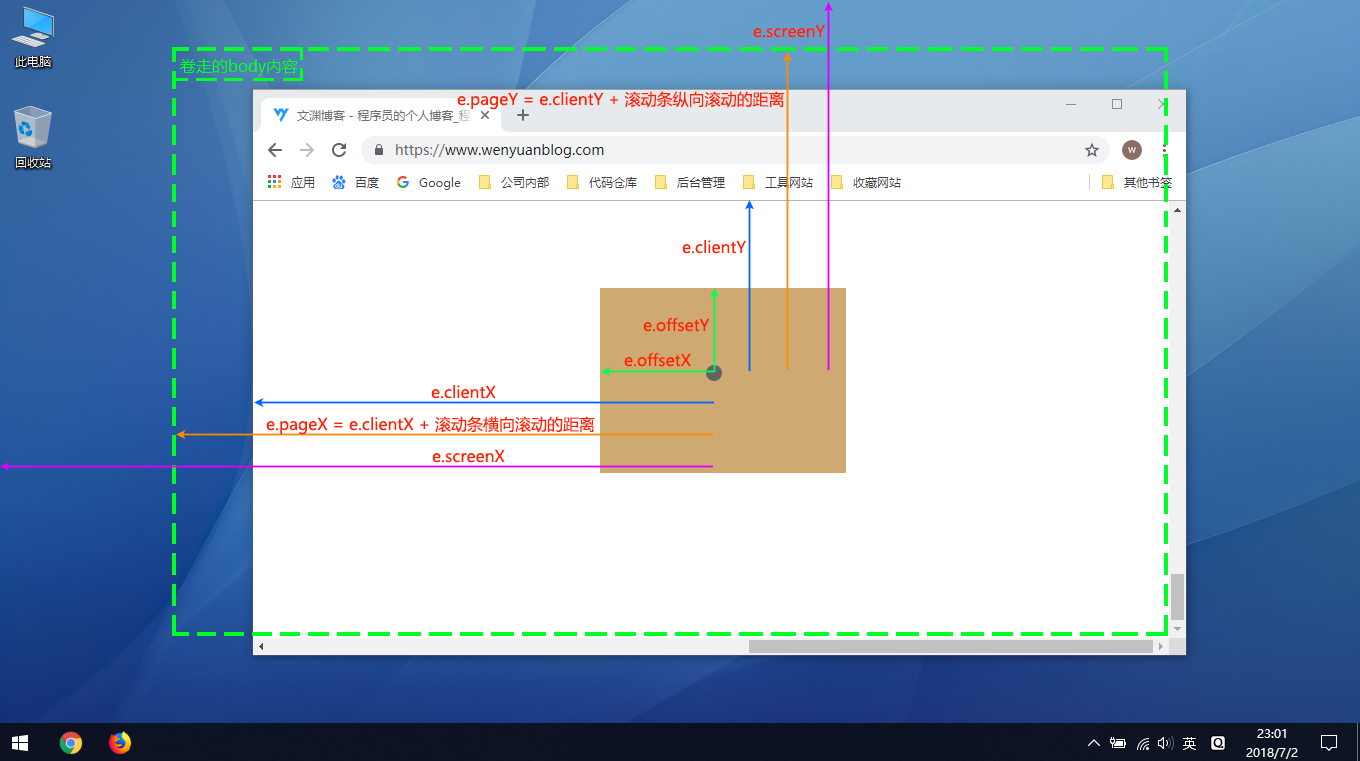 此电脑
回收站
e.screenY
卷走的body内容
e.pageY = e.clientY + 滚动条纵向滚动的距离
文渊博客 - 程序员的个人博客_程
https://www.wenyuanblog.com
W
应用
百度
Google
公司内部
代码仓库
后台管理
工具网站
收藏网站
其他书签
e.clientY
e.offsetY
e.offsetX
e.clientX
e.pageX = e.clientX + 滚动条横向滚动的距离
e.screenX
英
23:01
2018/7/2